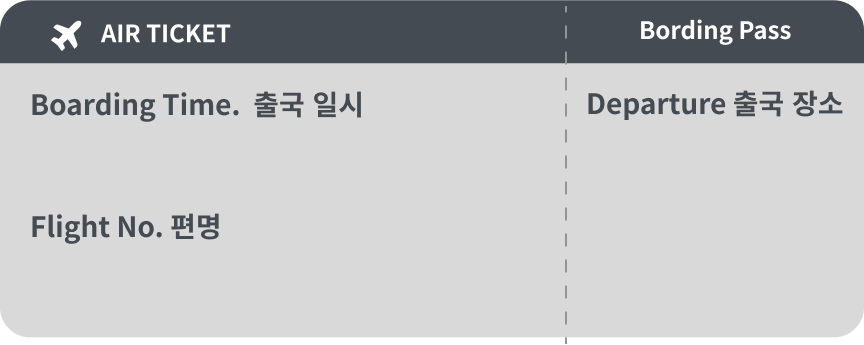 AIR TICKET
Bording Pass
Boarding Time. 출국 일시
Departure 출국 장소
Flight No. 편명